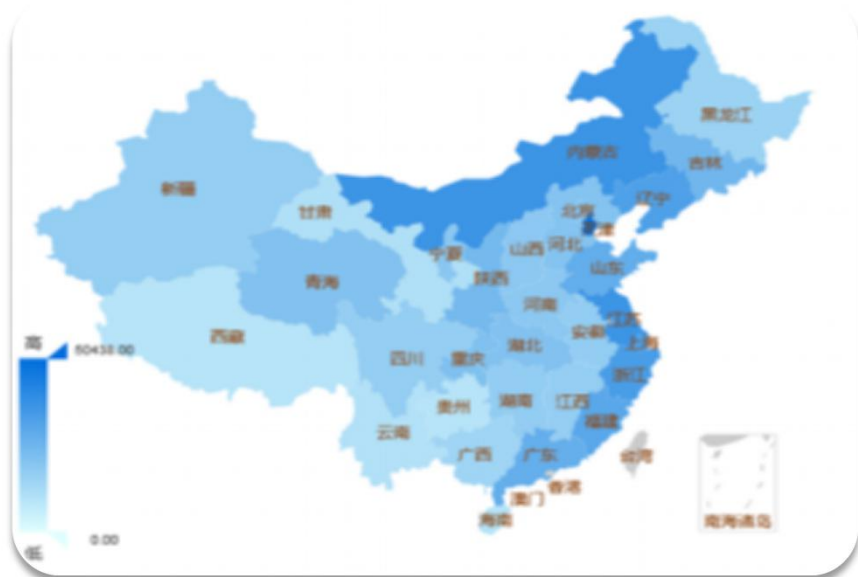 黑龙江
内蒙古
吉林
新疆
辽宁
甘肃
北京
天津
山西
河北
宁夏
山东
陕西
青海
河南
江苏
西藏
安徽
上海
高
50438.00
四川
重庆
湖北
浙江
贵州
湖南
江西
福建
云南
广西
广东
台湾
香港
澳门
海南
南海诸岛
低
0.00